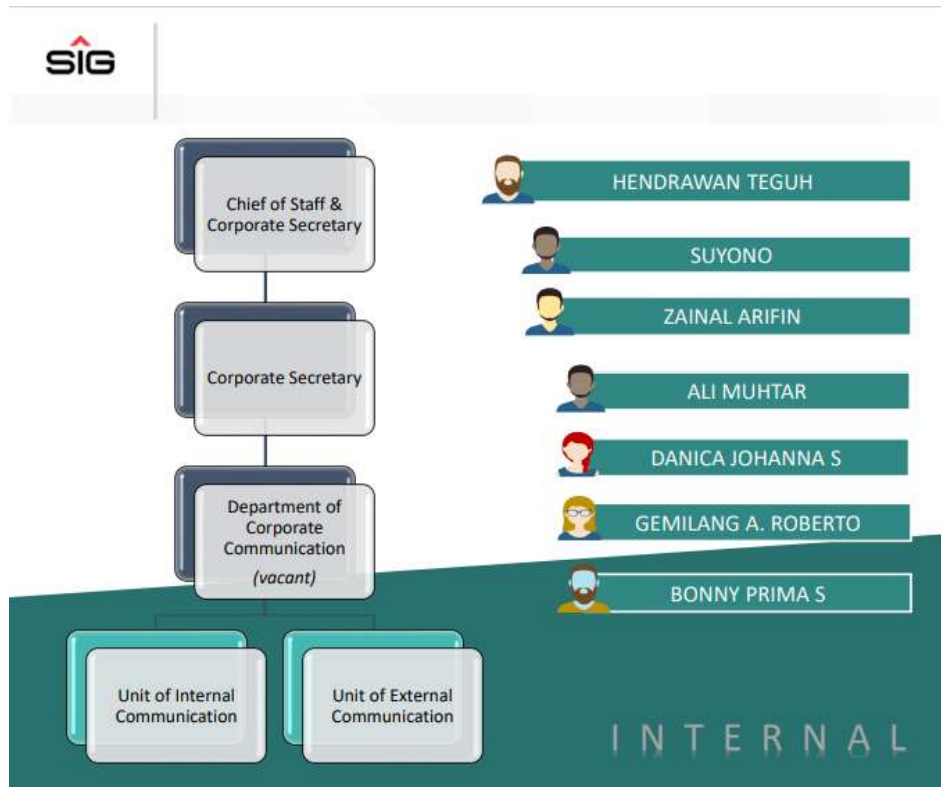 SIG
Chief of Staff &
Corporate Secretary
Corporate Secretary
Department of
Corporate
Communication
(vacant)
Unit of Internal
Communication
Unit of External
Communication
HENDRAWAN TEGUH
SUYONO
ZAINAL ARIFIN
ALI MUHTAR
DANICA JOHANNA S
GEMILANG A. ROBERTO
BONNY PRIMA S
INTERNAL